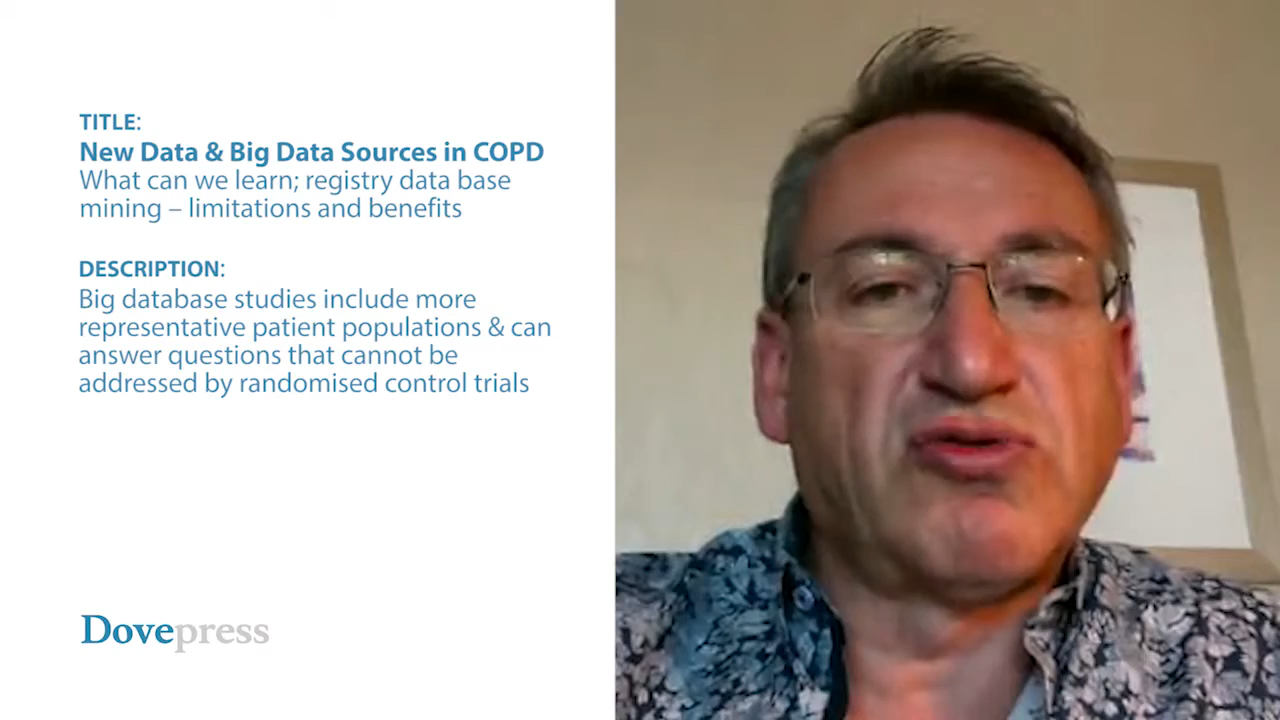 TITLE:
New Data & Big Data Sources in COPD
What can we learn; registry data base
mining – limitations and benefits
DESCRIPTION:
Big database studies include more
representative patient populations & can
answer questions that cannot be
addressed by randomised control trials
Dovepress